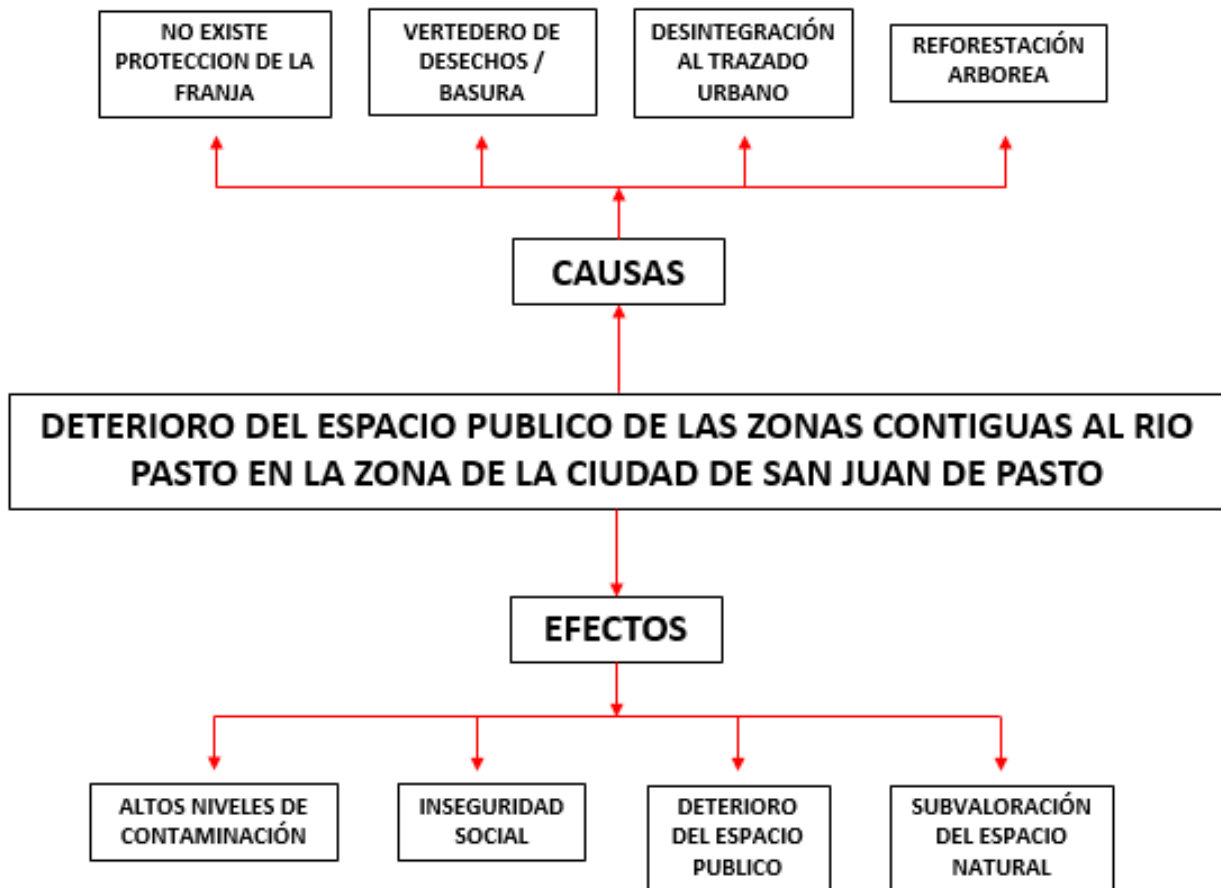 NO EXISTE
PROTECCION DE LA
FRANJA
VERTEDERO DE
DESECHOS /
BASURA
DESINTEGRACIÓN
AL TRAZADO
URBANO
REFORESTACIÓN
ARBOREA
CAUSAS
DETERIORO DEL ESPACIO PUBLICO DE LAS ZONAS CONTIGUAS AL RIO
PASTO EN LA ZONA DE LA CIUDAD DE SAN JUAN DE PASTO
EFECTOS
ALTOS NIVELES DE
CONTAMINACIÓN
INSEGURIDAD
SOCIAL
DETERIORO
DEL ESPACIO
PUBLICO
SUBVALORACIÓN
DEL ESPACIO
NATURAL